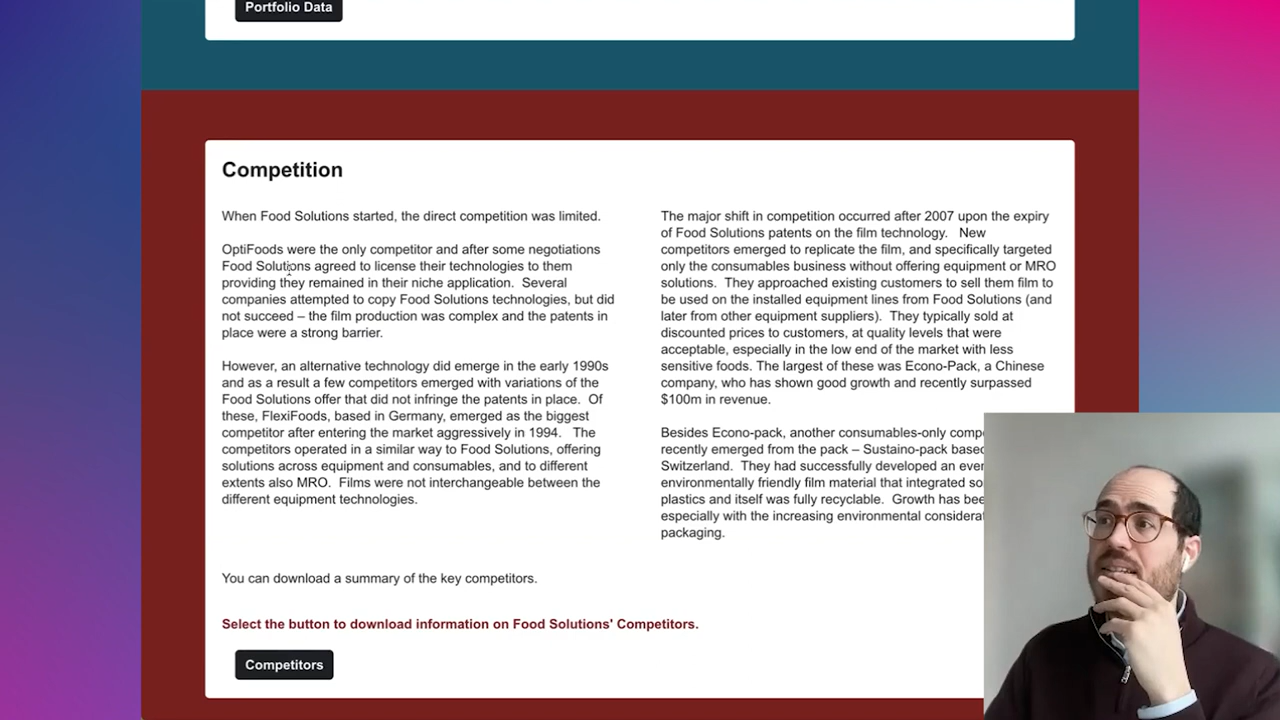 Portfolio Data
Competition
When Food Solutions started, the direct competition was limited.
OptiFoods were the only competitor and after some negotiations
Food Solutions agreed to license their technologies to them
providing they remained in their niche application.  Several
companies attempted to copy Food Solutions technologies, but did
not succeed – the film production was complex and the patents in
place were a strong barrier.
However, an alternative technology did emerge in the early 1990s
and as a result a few competitors emerged with variations of the
Food Solutions offer that did not infringe the patents in place.  Of
these, FlexiFoods, based in Germany, emerged as the biggest
competitor after entering the market aggressively in 1994.   The
competitors operated in a similar way to Food Solutions, offering
solutions across equipment and consumables, and to different
extents also MRO.  Films were not interchangeable between the
different equipment technologies.
The major shift in competition occurred after 2007 upon the expiry
of Food Solutions patents on the film technology.   New
competitors emerged to replicate the film, and specifically targeted
only the consumables business without offering equipment or MRO
solutions.  They approached existing customers to sell them film to
be used on the installed equipment lines from Food Solutions (and
later from other equipment suppliers).  They typically sold at
discounted prices to customers, at quality levels that were
acceptable, especially in the low end of the market with less
sensitive foods. The largest of these was Econo-Pack, a Chinese
company, who has shown good growth and recently surpassed
$100m in revenue.
Besides Econo-pack, another consumables-only
recently emerged from the pack – Sustaino-pack
Switzerland.  They had successfully developed an
environmentally friendly film material that integrated
plastics and itself was fully recyclable.  Growth has
especially with the increasing environmental
packaging.
You can download a summary of the key competitors.
Select the button to download information on Food Solutions' Competitors.
Competitors